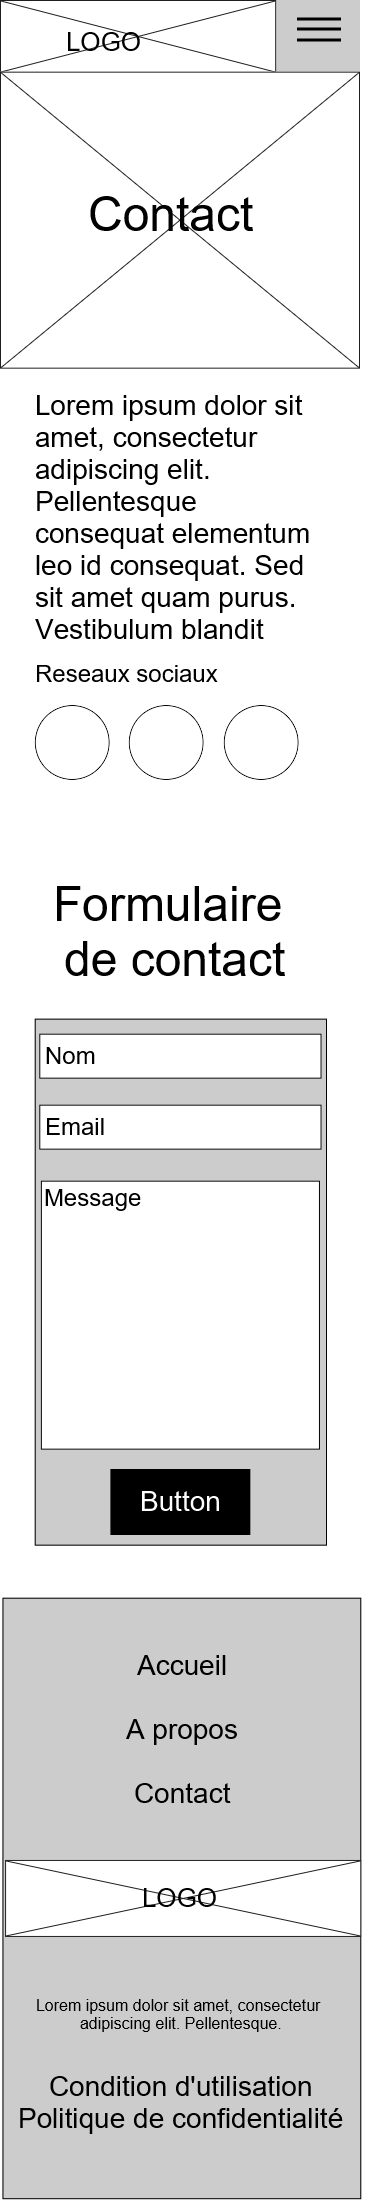 LOGO
Contact
Lorem ipsum dolor sit
amet, consectetur
adipiscing elit.
Pellentesque
consequat elementum
leo id consequat. Sed
sit amet quam purus.
Vestibulum blandit
Reseaux sociaux
Formulaire
de contact
Nom
Email
Message
Button
Accueil
A propos
Contact
LOGO
Lorem ipsum dolor sit amet, consectetur
adipiscing elit. Pellentesque.
Condition d'utilisation
Politique de confidentialité